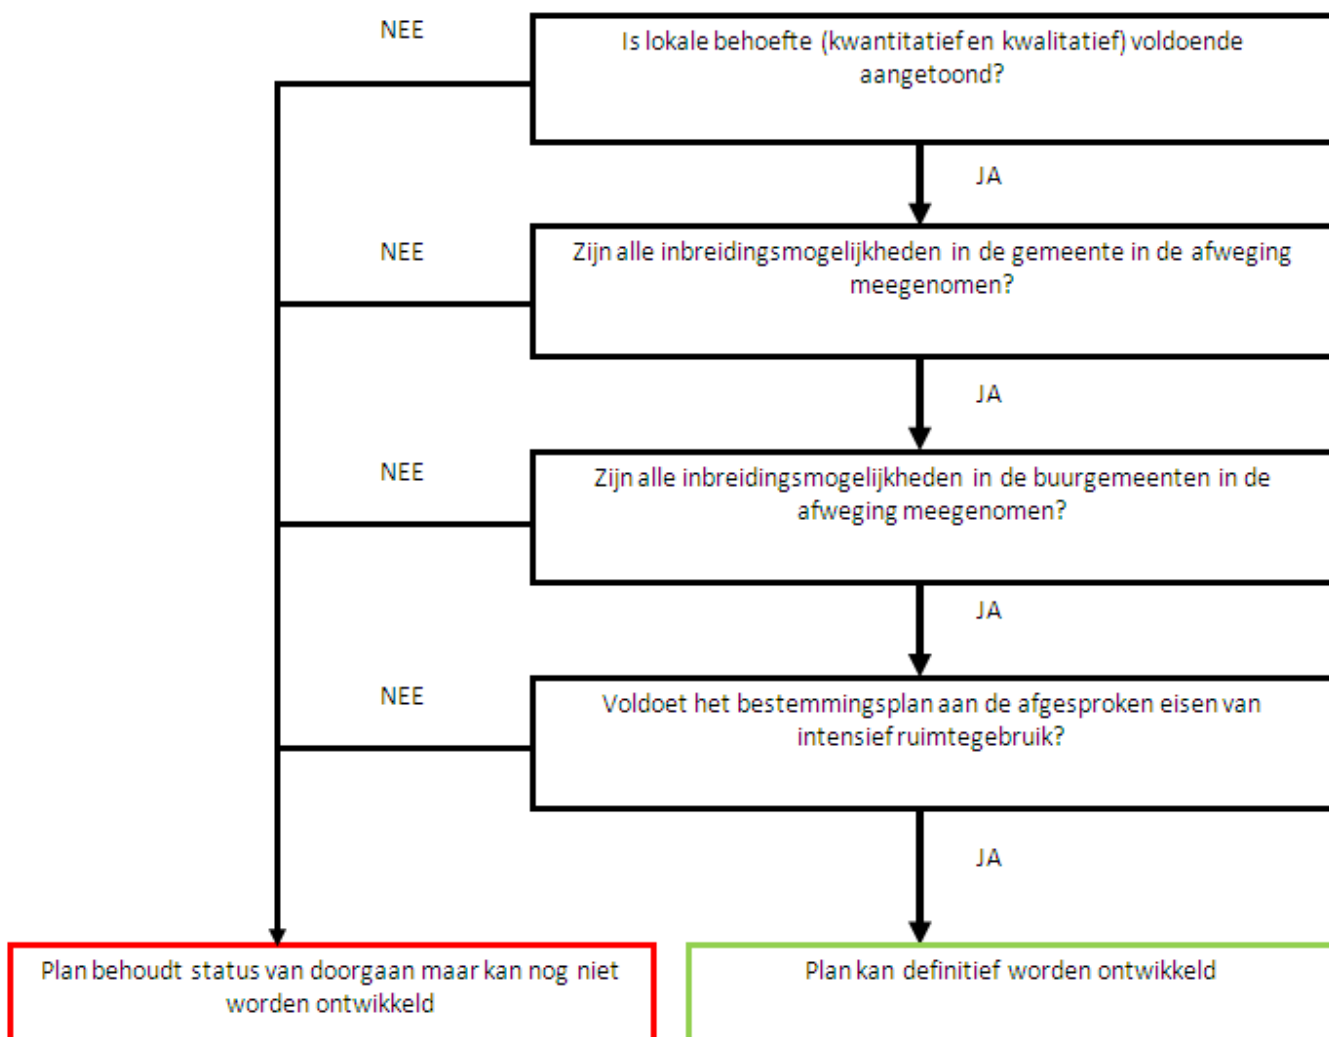 NEE
Is lokale behoefte (kwantitatief en kwalitatief) voldoende
aangetoond?
JA
NEE
Zijn alle inbreidingsmogelijkheden in de gemeente in de afweging
meegenomen?
JA
NEE
Zijn alle inbreidingsmogelijkheden in de buurgemeenten in de
afweging meegenomen?
JA
NEE
Voldoet het bestemmingsplan aan de afgesproken eisen van
intensief ruimtegebruik?
JA
Plan behoudt status van doorgaan maar kan nog niet
worden ontwikkeld
Plan kan definitief worden ontwikkeld